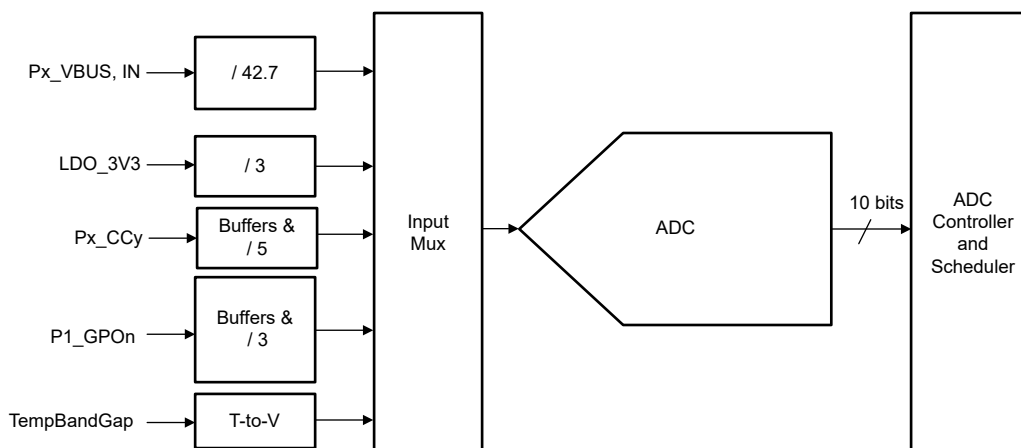 Px_VBUS, IN
/ 42.7
LDO_3V3
/ 3
Px_CCy
Buffers &
/ 5
P1_GPOn
Buffers &
/ 3
TempBandGap
T-to-V
Input
Mux
ADC
10 bits
ADC
Controller
and
Scheduler